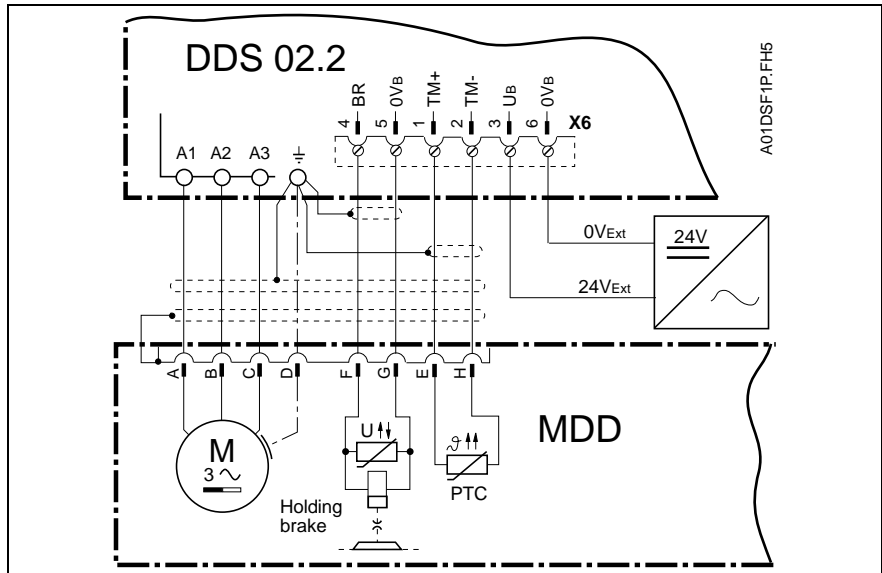 DDS 02.2
BR
0VB
TM+
TM-
UB
0VB
4
5
1
2
3
6
X6
A01DSF1P.FH5
A1 A2 A3
0VExt
24V
24VExt
A
B
C
D
F
G
E
H
MDD
M
3
U
ϑ
PTC
Holding
brake